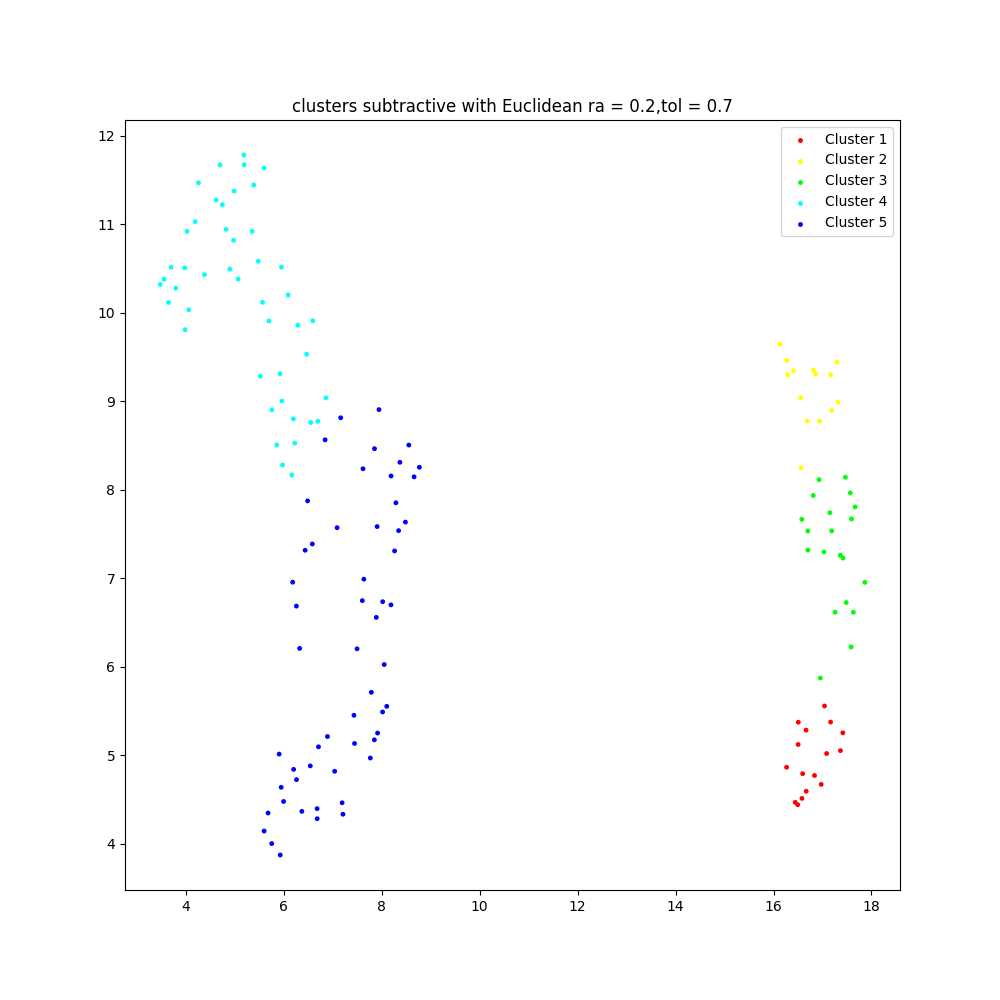 clusters subtractive with Euclidean ra = 0.2,tol = 0.7
12
11
10
9
8
7
6
5
4
Cluster 1
Cluster 2
Cluster 3
Cluster 4
Cluster 5
4 6 8 10 12 14 16 18